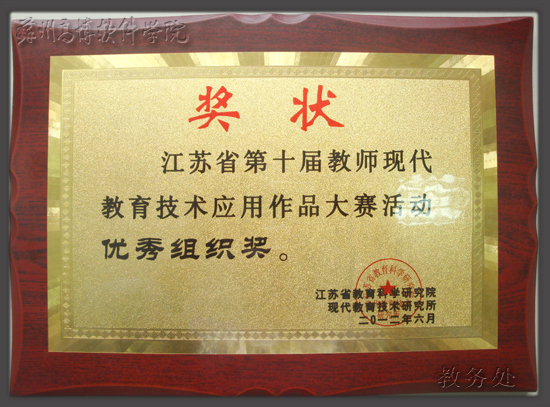 苏州高博软件学院
奖状
江苏省第十届教师现代
教育技术应用作品大赛活动
优秀组织奖。
江苏省教育科学研究院
现代教育技术研究所
二〇一二年六月
教务处